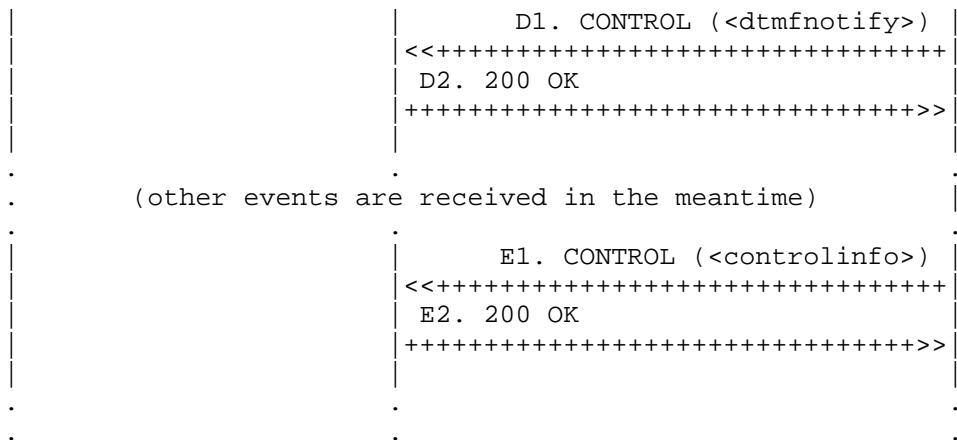 |                       |       D1. CONTROL (<dtmfnotify>) |
|                       |<<++++++++++++++++++++++++++++++++|
|                       | D2. 200 OK                       |
|                       |++++++++++++++++++++++++++++++++>>|
|                       |                                  |
.                       .                                  .
.       (other events are received in the meantime)        |
.                       .                                  .
|                       |      E1. CONTROL (<controlinfo>) |
|                       |<<++++++++++++++++++++++++++++++++|
|                       | E2. 200 OK                       |
|                       |++++++++++++++++++++++++++++++++>>|
|                       |                                  |
.                       .                                  .
.                       .                                  .